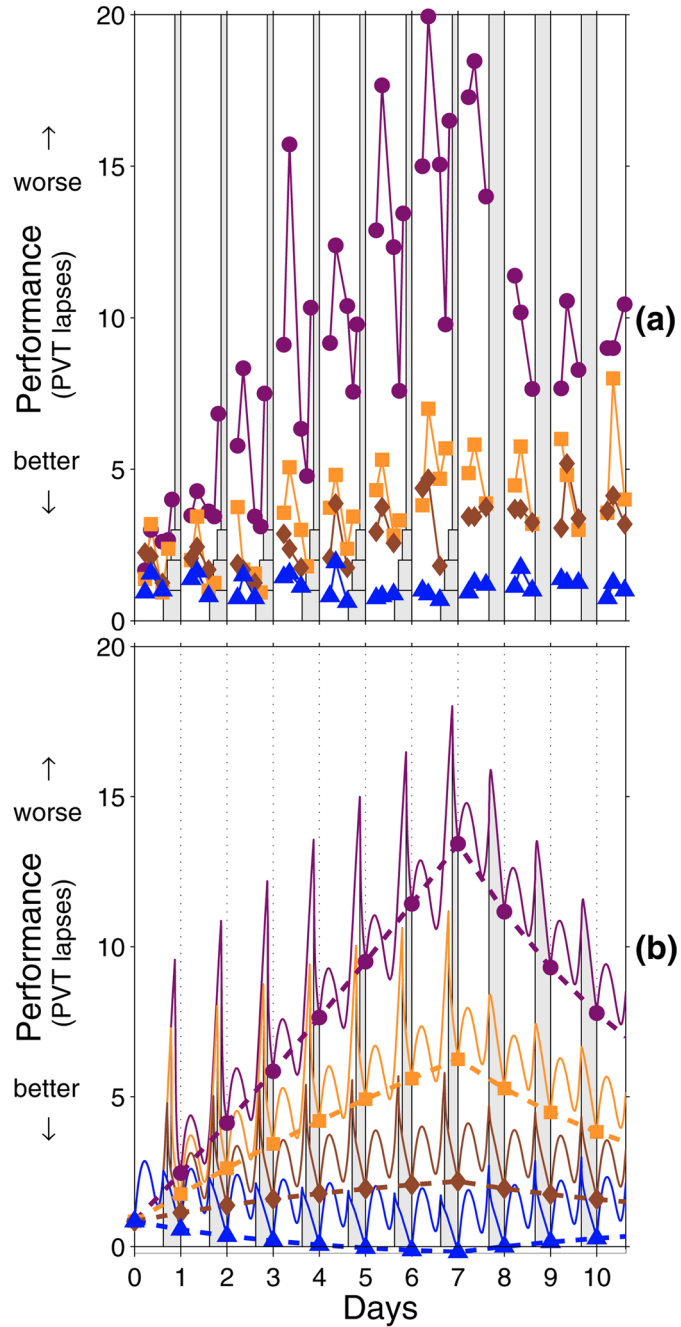 20
15
10
5
0
↑
worse
Performance
(PVT lapses)
better
↓
(a)
20
15
10
5
0
↑
worse
Performance
(PVT lapses)
better
↓
(b)
0 1 2 3 4 5 6 7 8 9 10
Days